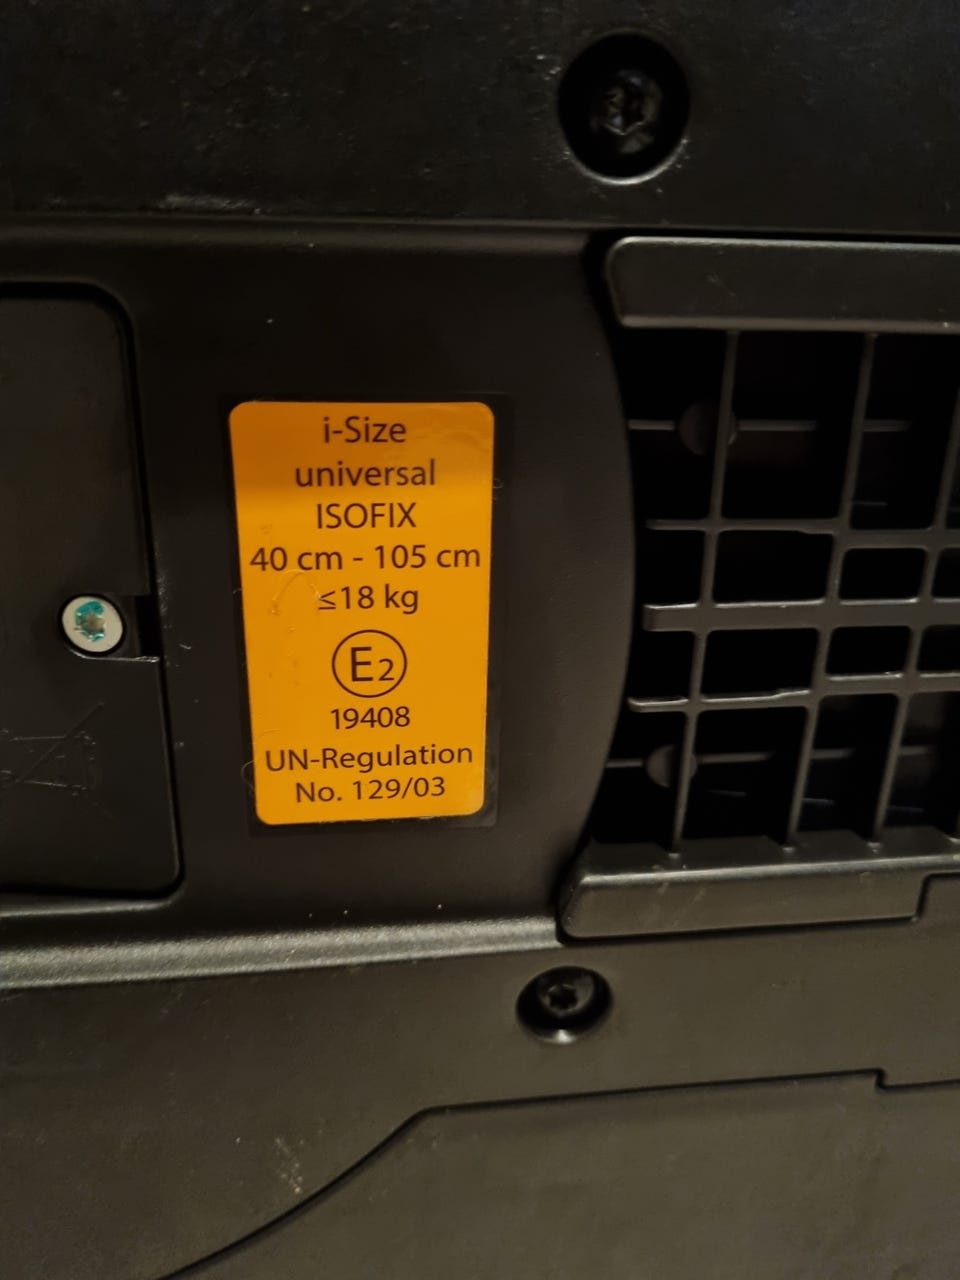 i-Size
universal
ISOFIX
40 cm - 105 cm
≤18 kg
E2
19408
UN-Regulation
No. 129/03